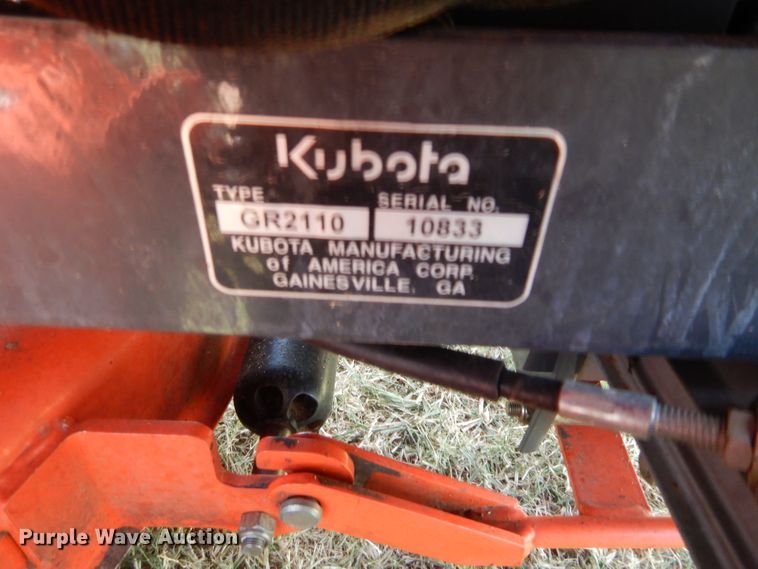 Kubota
TYPE SERIAL NO.
GR2110 10833
KUBOTA MANUFACTURING
of AMERICA CORP.
GAINESVILLE, GA
Purple Wave Auction